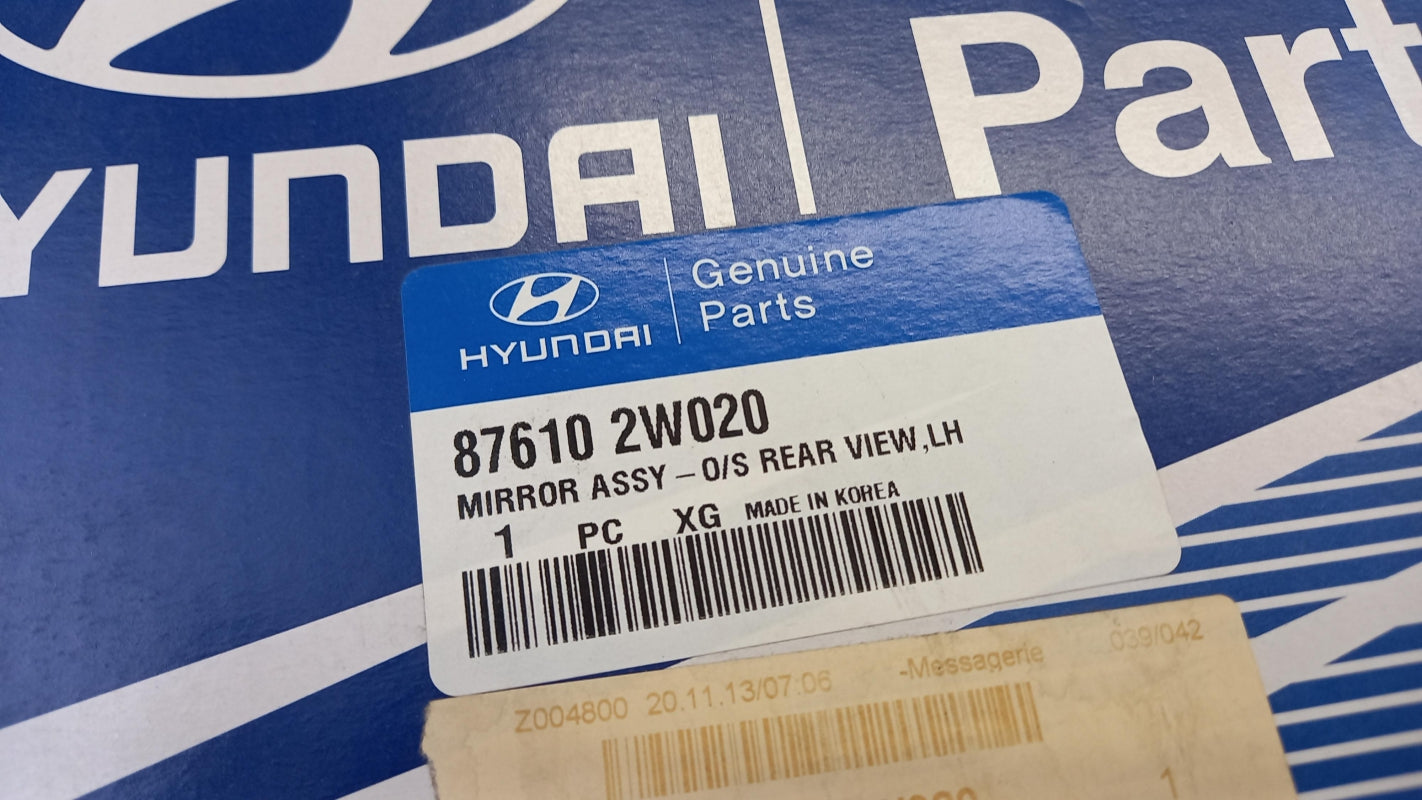 HYUNDAI
Part
HYUNDAI
Genuine
Parts
87610 2W020
MIRROR ASSY – O/S REAR VIEW,LH
1 PC XG MADE IN KOREA
Z004800 20.11.13/07:06 -Messagerie 039/042
1